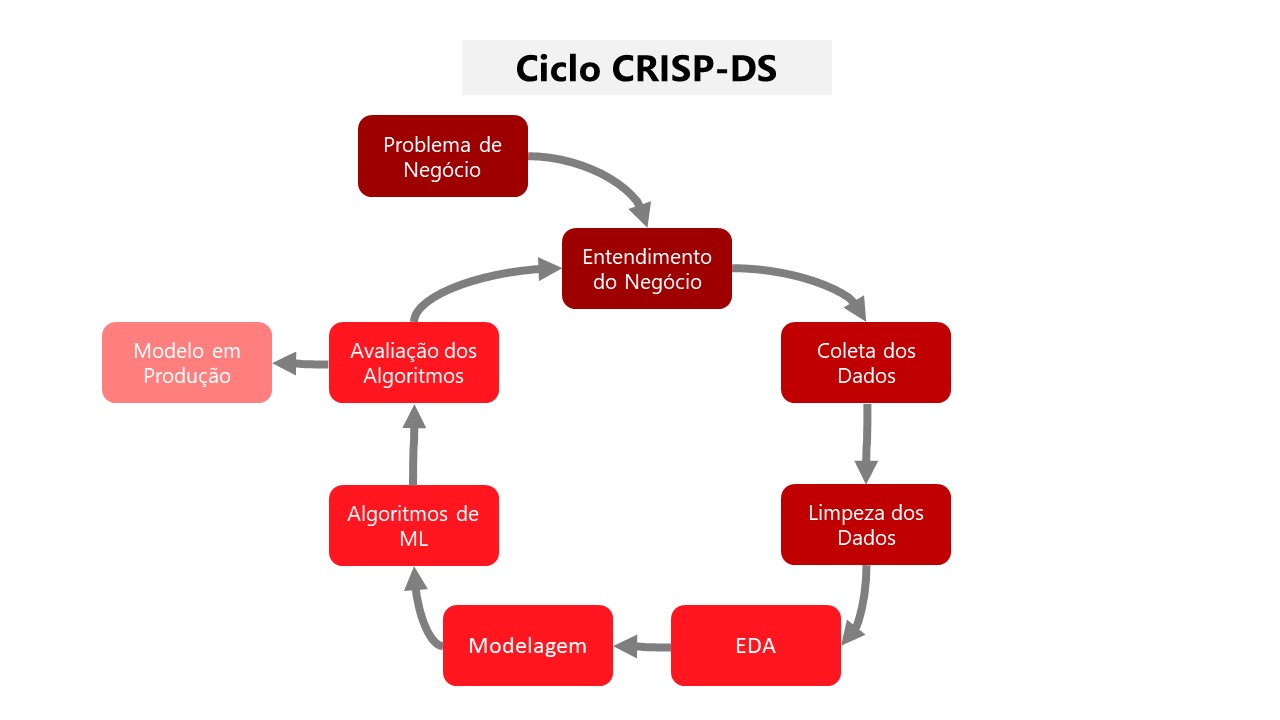 Ciclo CRISP-DS
Problema de
Negócio
Entendimento
do Negócio
Coleta dos
Dados
Limpeza dos
Dados
EDA
Modelagem
Algoritmos de
ML
Avaliação dos
Algoritmos
Modelo em
Produção